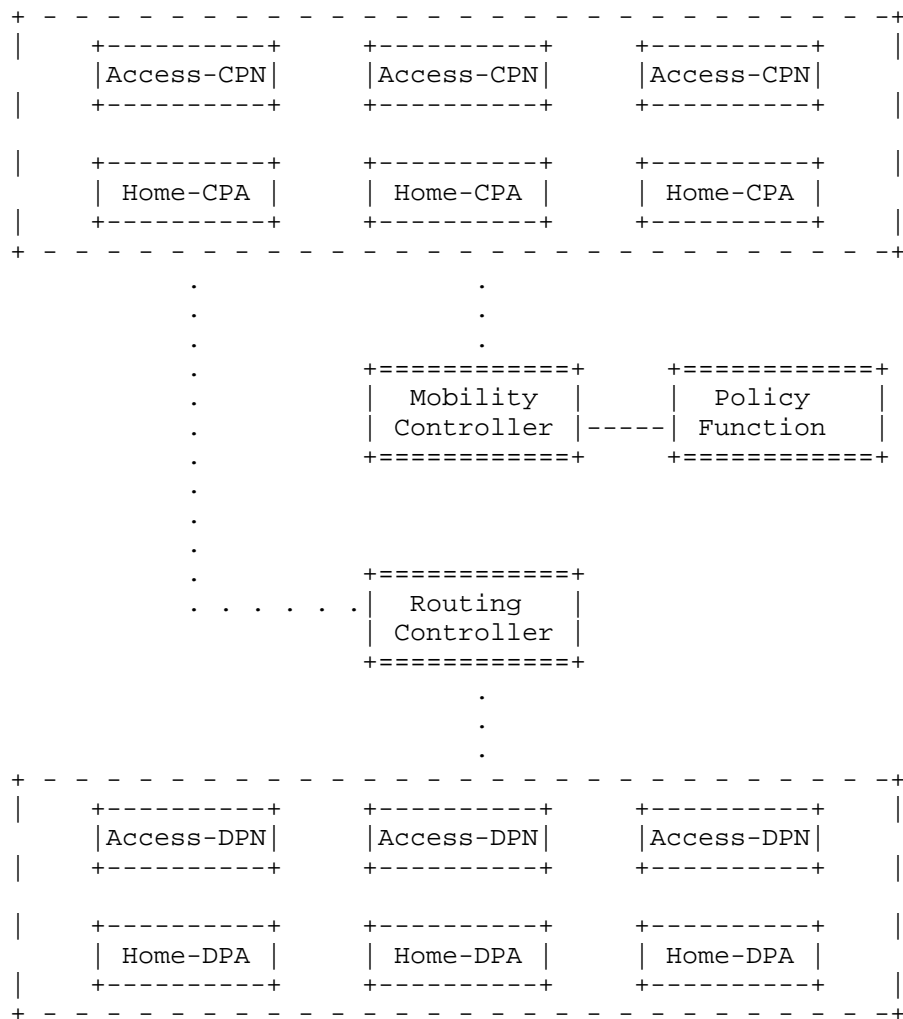 Access-CPN Access-CPN Access-CPN
Home-CPA Home-CPA Home-CPA
Mobility Policy
Controller Function
Routing
Controller
Access-DPN Access-DPN Access-DPN
Home-DPA Home-DPA Home-DPA